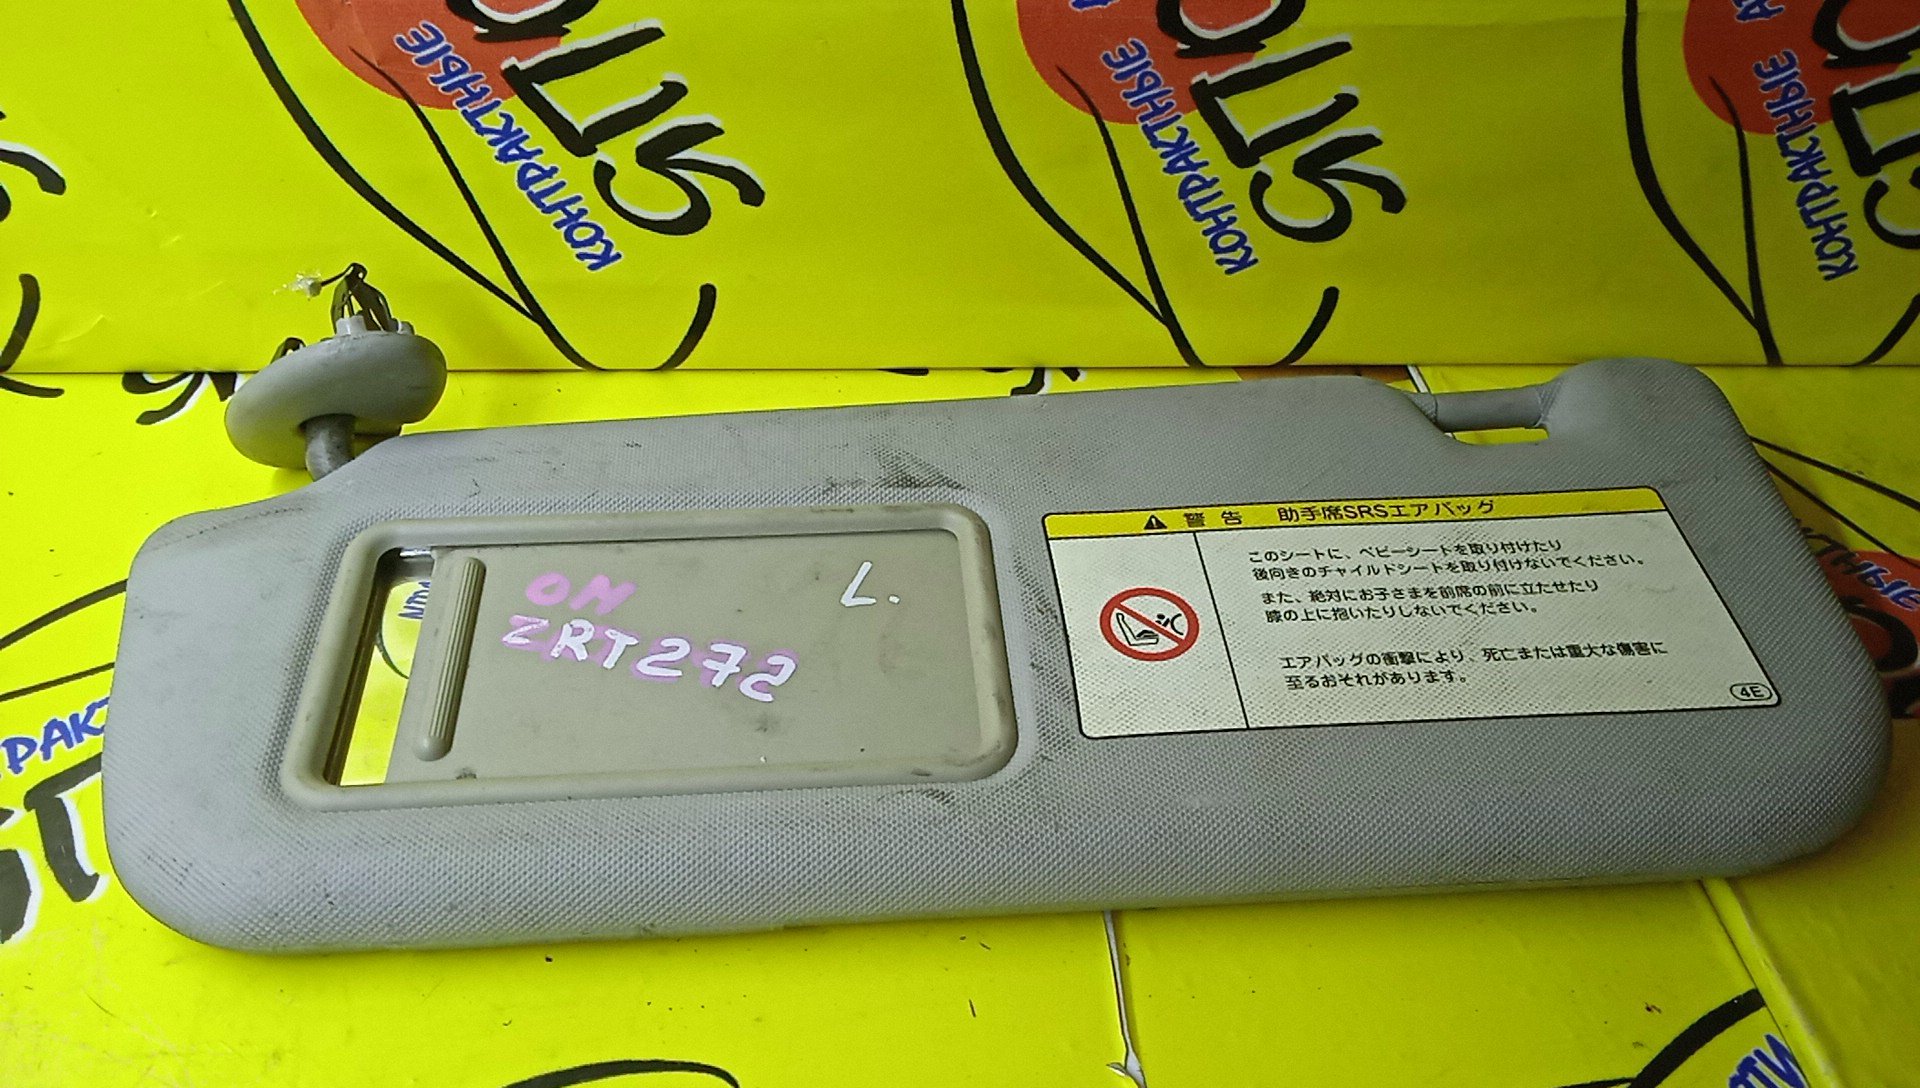 КОНТРАКТНЫЕ
КОНТРАКТНЫЕ
КОНТРАКТНЫЕ
ON
ZRT272
L.
警告 助手席SRSエアバッグ
このシートに、ベビーシートを取り付けたり
後向きのチャイルドシートを取り付けないでください。
また、絶対にお子さまを前席の前に立たせたり
膝の上に抱いたりしないでください。
エアバッグの衝撃により、死亡または重大な傷害に
至るおそれがあります。
4E